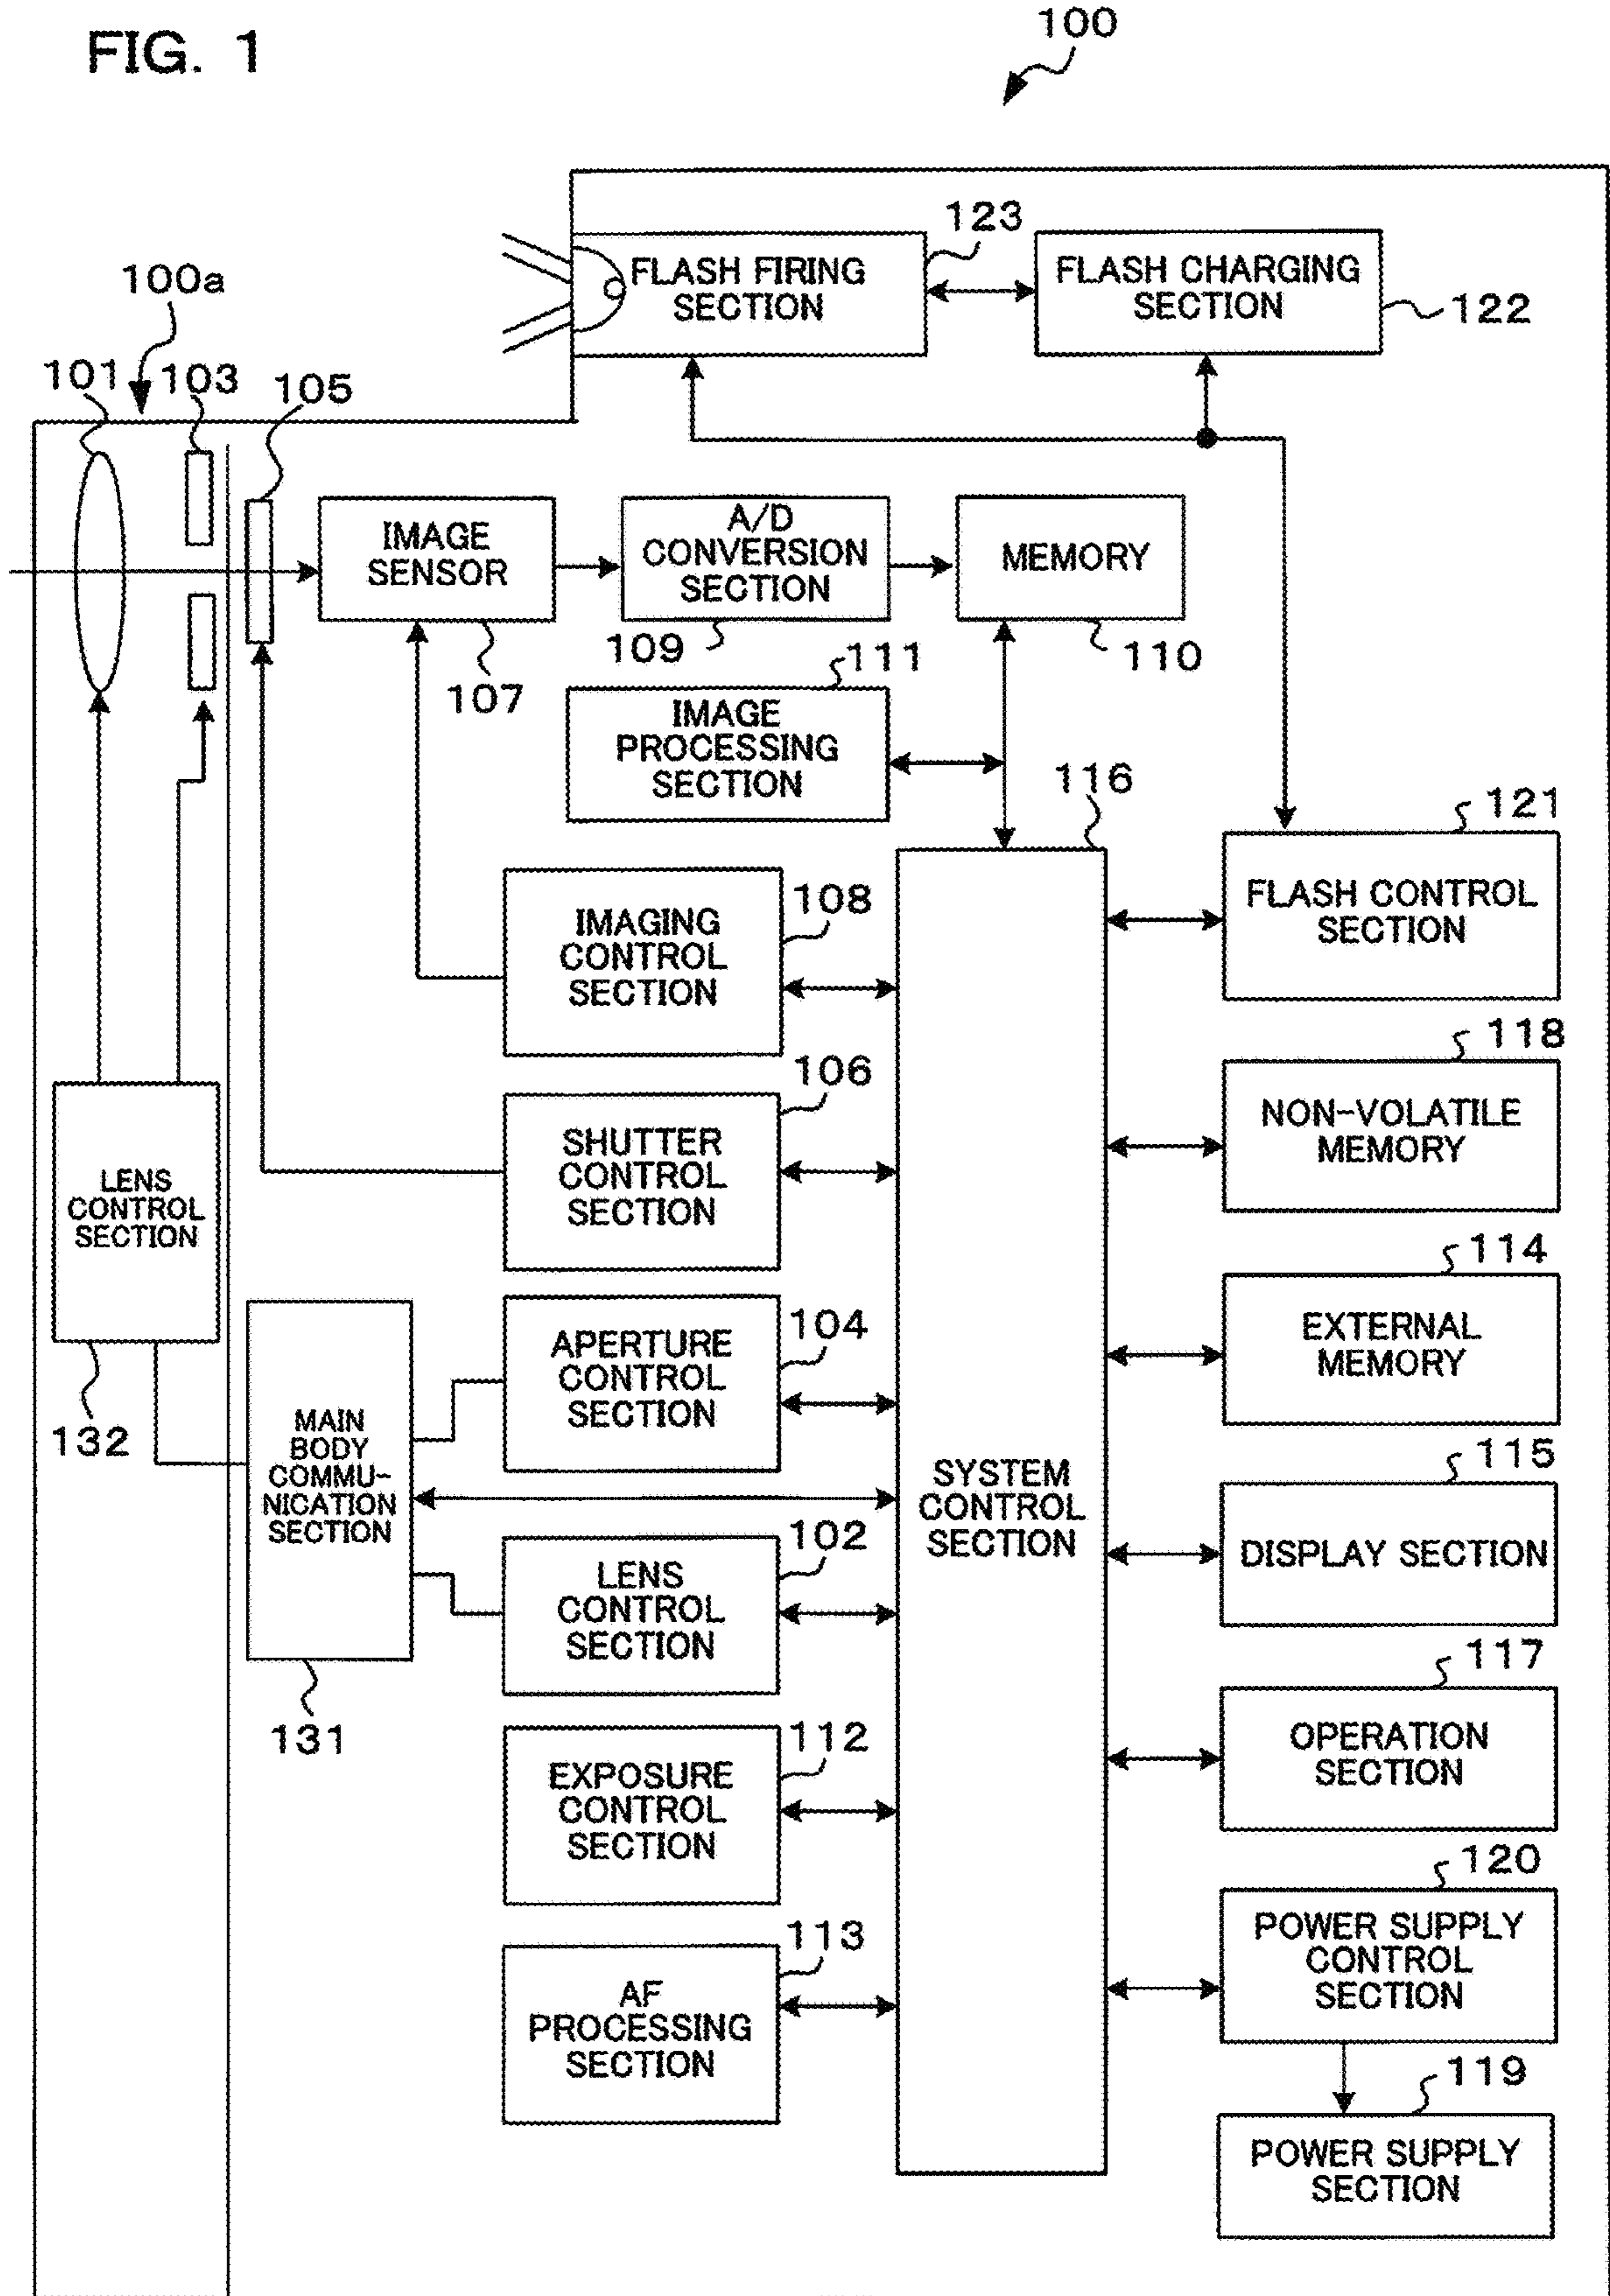 FIG. 1
100
100a
101
103
105
FLASH FIRING
SECTION
123
FLASH CHARGING
SECTION
122
IMAGE
SENSOR
107
A/D
CONVERSION
SECTION
109
MEMORY
110
111
IMAGE
PROCESSING
SECTION
116
121
FLASH CONTROL
SECTION
IMAGING
CONTROL
SECTION
108
118
NON-VOLATILE
MEMORY
106
SHUTTER
CONTROL
SECTION
LENS
CONTROL
SECTION
132
114
EXTERNAL
MEMORY
APERTURE
CONTROL
SECTION
104
MAIN
BODY
COMMU-
NICATION
SECTION
131
SYSTEM
CONTROL
SECTION
115
DISPLAY SECTION
102
LENS
CONTROL
SECTION
117
OPERATION
SECTION
112
EXPOSURE
CONTROL
SECTION
120
POWER SUPPLY
CONTROL
SECTION
113
AF
PROCESSING
SECTION
119
POWER SUPPLY
SECTION